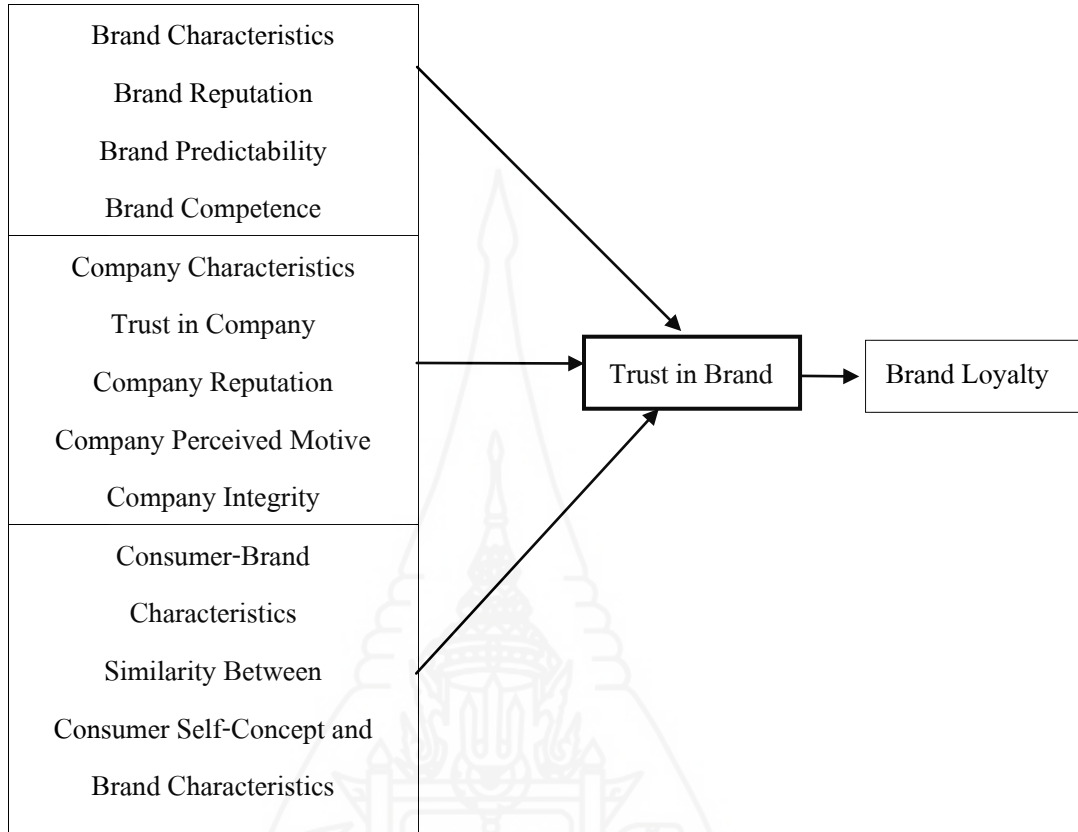 Brand Characteristics
Brand Reputation
Brand Predictability
Brand Competence
Company Characteristics
Trust in Company
Company Reputation
Company Perceived Motive
Company Integrity
Consumer-Brand
Characteristics
Similarity Between
Consumer Self-Concept and
Brand Characteristics
Trust in Brand
Brand Loyalty